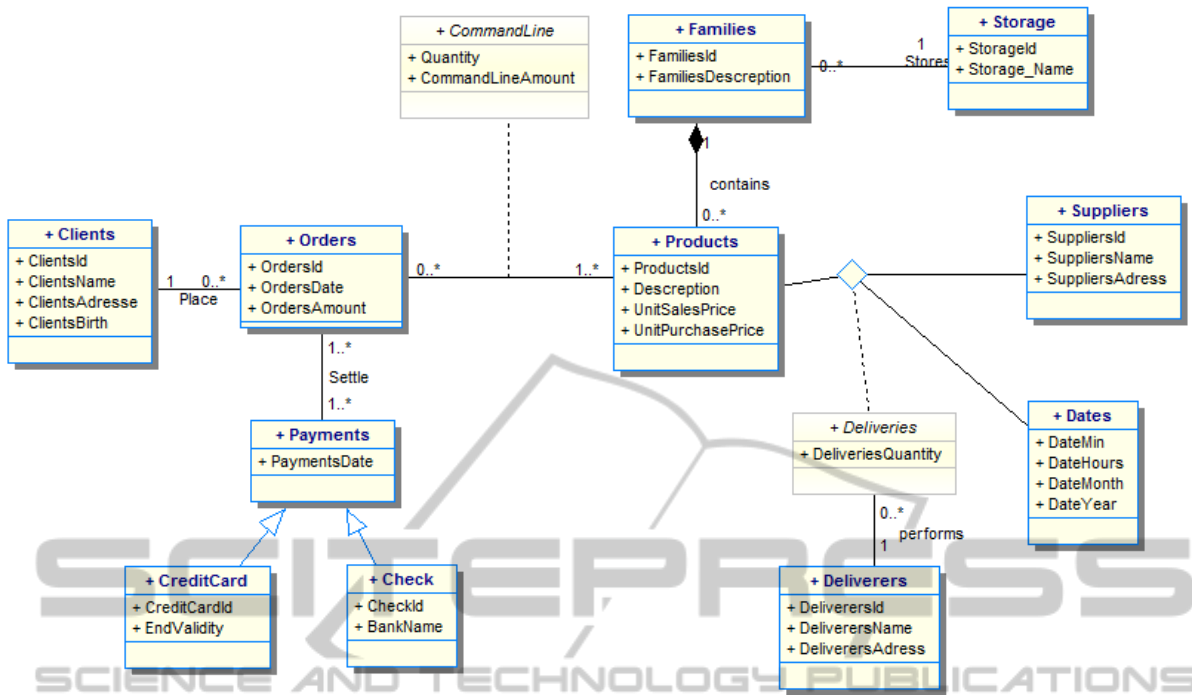 + CommandLine
+ Quantity
+ CommandLineAmount
+ Families
+ FamiliesId
+ FamiliesDescreption
0..*
1
Stores
+ Storage
+ StorageId
+ Storage_Name
1
contains
0..*
+ Clients
+ ClientsId
+ ClientsName
+ ClientsAdresse
+ ClientsBirth
1
0..*
Place
+ Orders
+ OrdersId
+ OrdersDate
+ OrdersAmount
0..*
1..*
+ Products
+ ProductsId
+ Descreption
+ UnitSalesPrice
+ UnitPurchasePrice
+ Suppliers
+ SuppliersId
+ SuppliersName
+ SuppliersAdress
1..*
Settle
1..*
+ Payments
+ PaymentsDate
+ Deliveries
+ DeliveriesQuantity
+ Dates
+ DateMin
+ DateHours
+ DateMonth
+ DateYear
0..*
performs
1
+ CreditCard
+ CreditCardId
+ EndValidity
+ Check
+ CheckId
+ BankName
+ Deliverers
+ DeliverersId
+ DeliverersName
+ DeliverersAdress
SCITEPRESS
SCIENCE AND TECHNOLOGY PUBLICATIONS